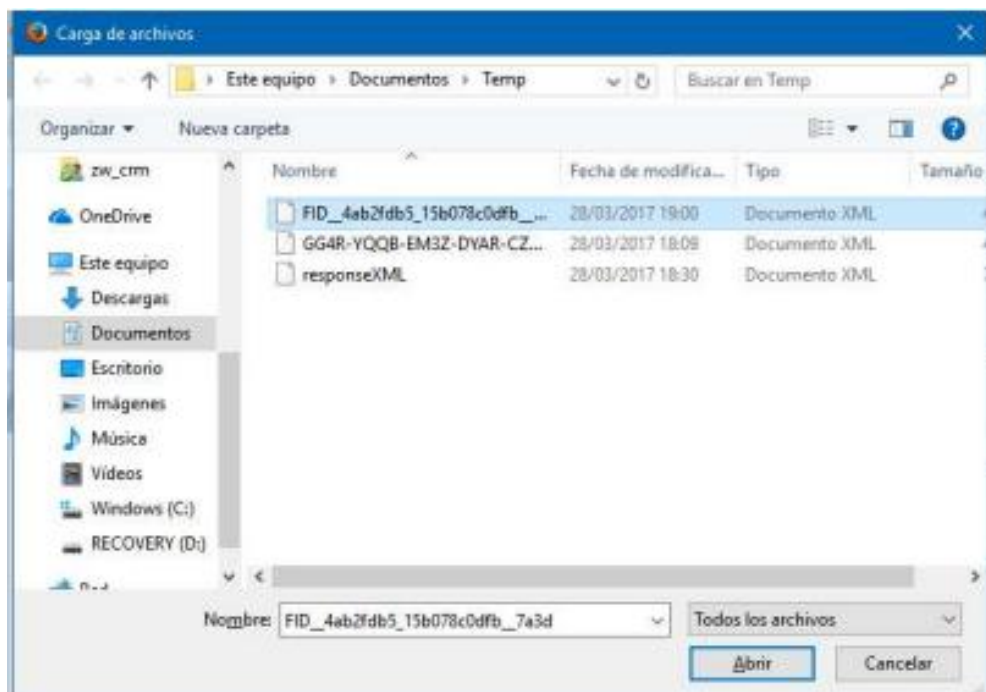 Carga de archivos
Este equipo > Documentos > Temp
Buscar en Temp
Organizar
Nueva carpeta
zw_crm
OneDrive
Este equipo
Descargas
Documentos
Escritorio
Imágenes
Música
Vídeos
Windows (C:)
RECOVERY (D:)
Nombre Fecha de modifica... Tipo Tamaño
FID__4ab2fdb5_15b078c0dfb__... 28/03/2017 19:00 Documento XML
GG4R-YQQB-EM3Z-DYAR-CZ... 28/03/2017 18:09 Documento XML
responseXML 28/03/2017 18:30 Documento XML
Nombre: FID__4ab2fdb5_15b078c0dfb__7a3d
Todos los archivos
Abrir
Cancelar